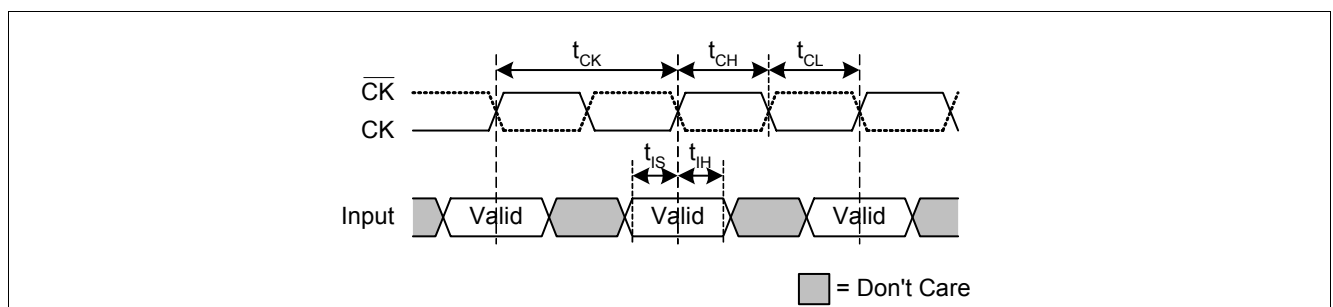 tCK tCH tCL
CK
CK
tIS tIH
Input Valid Valid Valid
= Don't Care